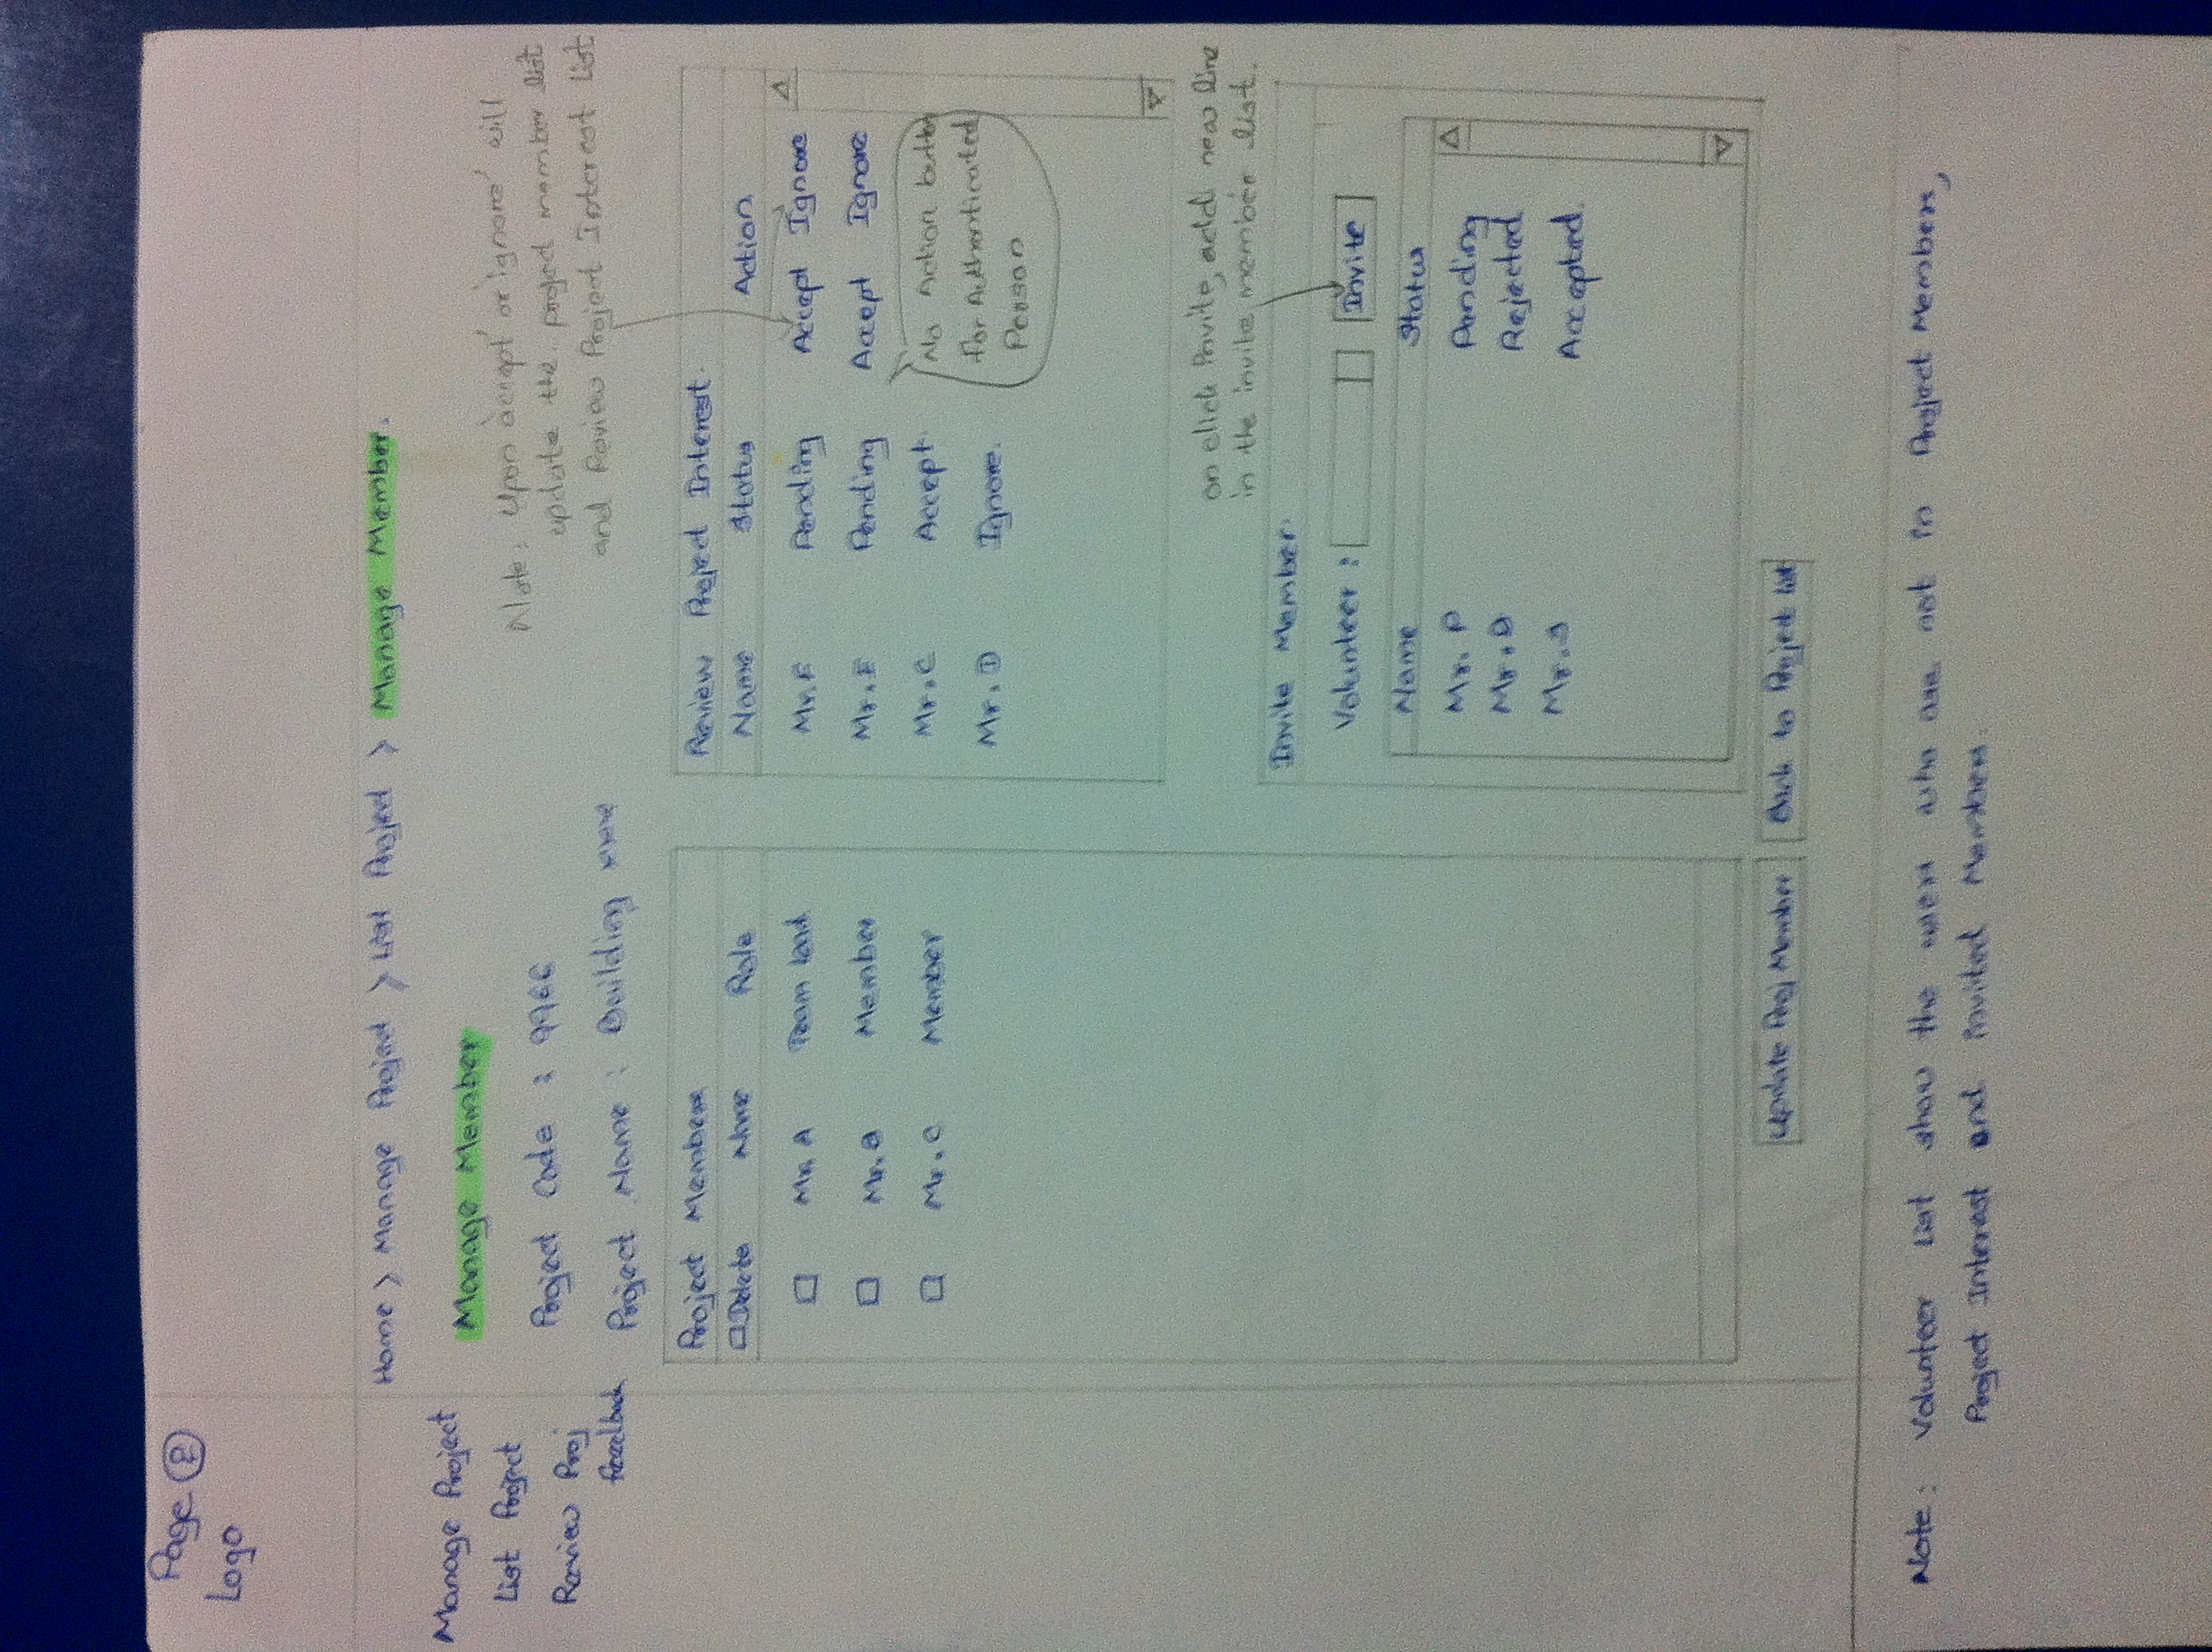 Page 2
Logo
Home > Manage Project > List Project > Manage Member.
Manage Project
List Project
Review Proj
feedback
Manage Member
Project Code : 9966
Project Name : Building xxxx
Note: Upon 'accept' or 'ignore' will
update the project member list
and Review Project Interest List
Project Members
Delete Name Role
Mr. A Team lead
Mr. B Member
Mr. C Member
Review Project Interest.
Name Status Action
Mr. F Pending Accept Ignore
Mr. E Pending Accept Ignore
Mr. C Accept.
Mr. D Ignore.
No Action button
for Authenticated
Person
on click invite, add new line
in the invite member list.
Invite Member.
Volunteer : Invite
Name Status
Mr. P Pending
Mr. D Rejected
Mr. Accepted.
Update Proj Member Back to Project list
Note: Volunteer List show the users who are not in Project Members,
Project Interest and invited Members.